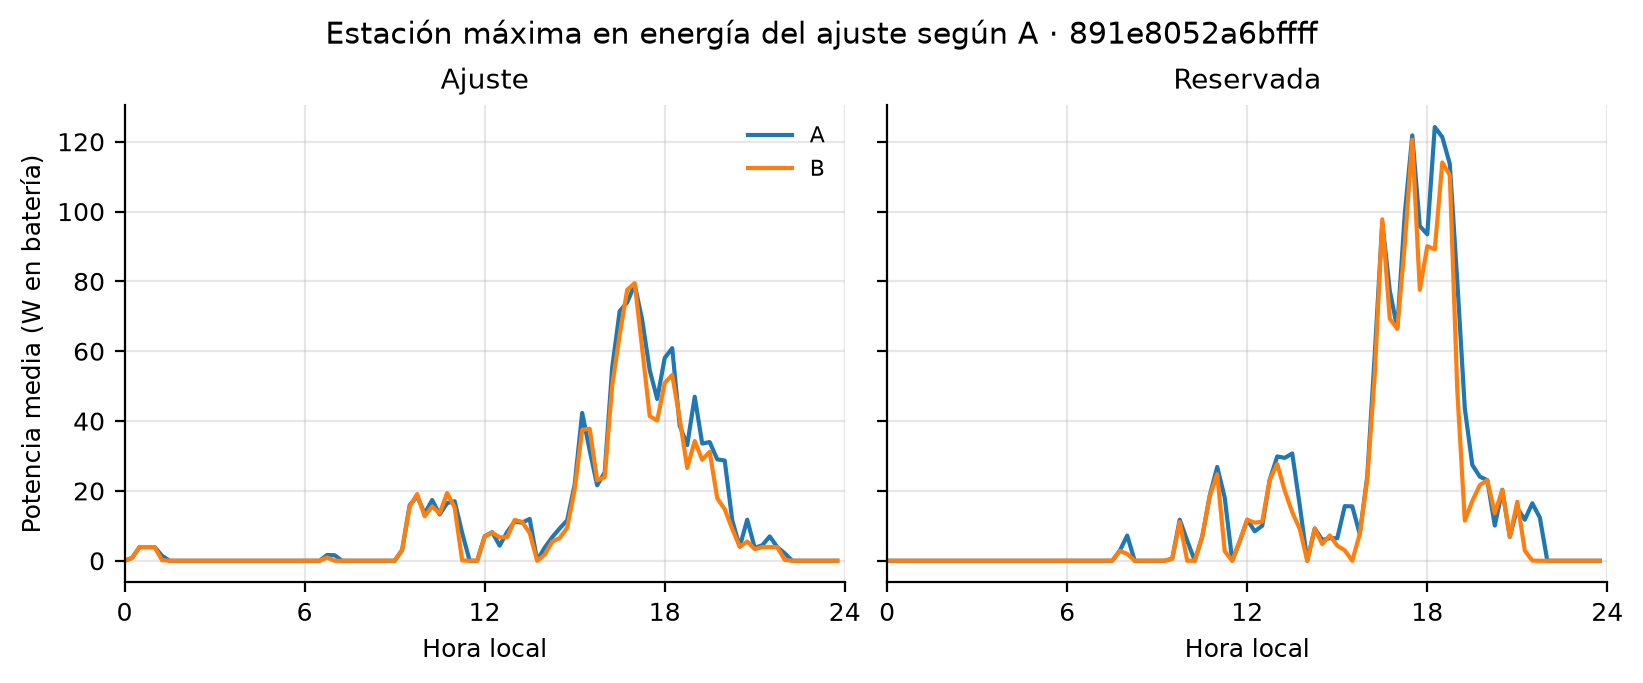 Estación máxima en energía del ajuste según A · 891e8052a6bffff
Ajuste
Reservada
Potencia media (W en batería)
120
100
80
60
40
20
0
A
B
0 6 12 18 24
0 6 12 18 24
Hora local
Hora local